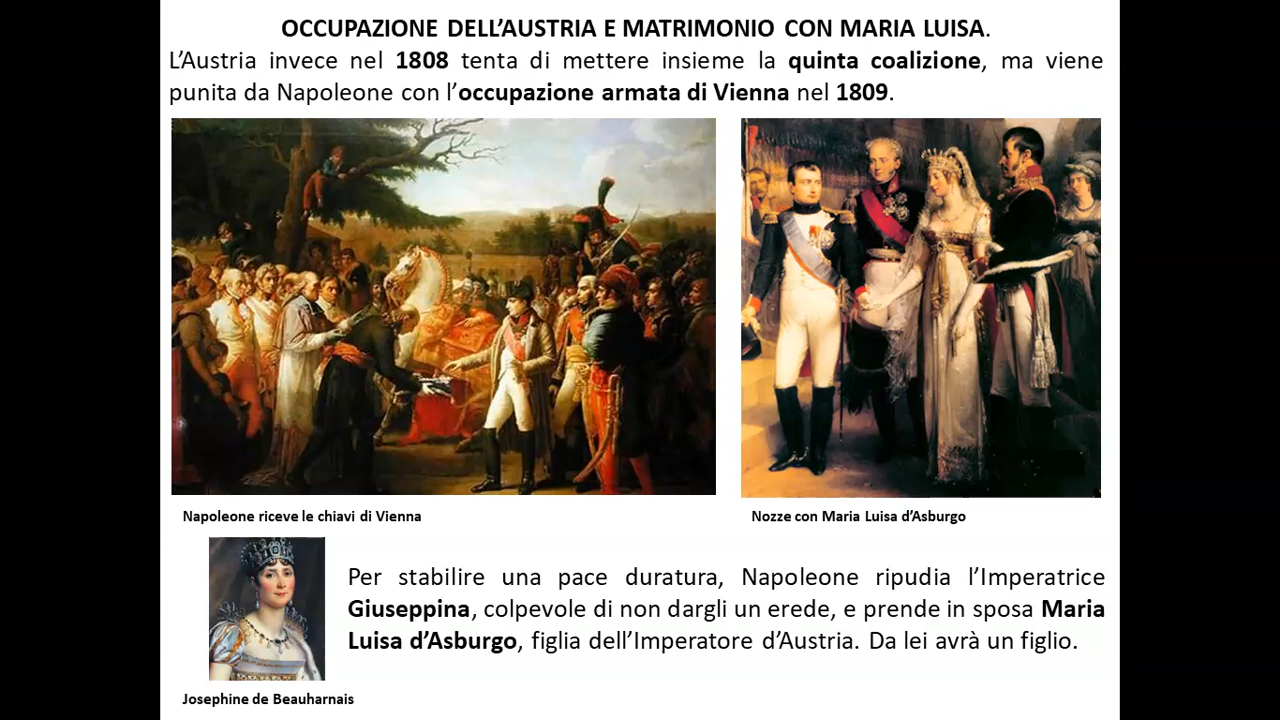 OCCUPAZIONE DELL’AUSTRIA E MATRIMONIO CON MARIA LUISA.
L’Austria invece nel 1808 tenta di mettere insieme la quinta coalizione, ma viene
punita da Napoleone con l’occupazione armata di Vienna nel 1809.
Napoleone riceve le chiavi di Vienna
Nozze con Maria Luisa d’Asburgo
Per stabilire una pace duratura, Napoleone ripudia l’Imperatrice
Giuseppina, colpevole di non dargli un erede, e prende in sposa Maria
Luisa d’Asburgo, figlia dell’Imperatore d’Austria. Da lei avrà un figlio.
Josephine de Beauharnais